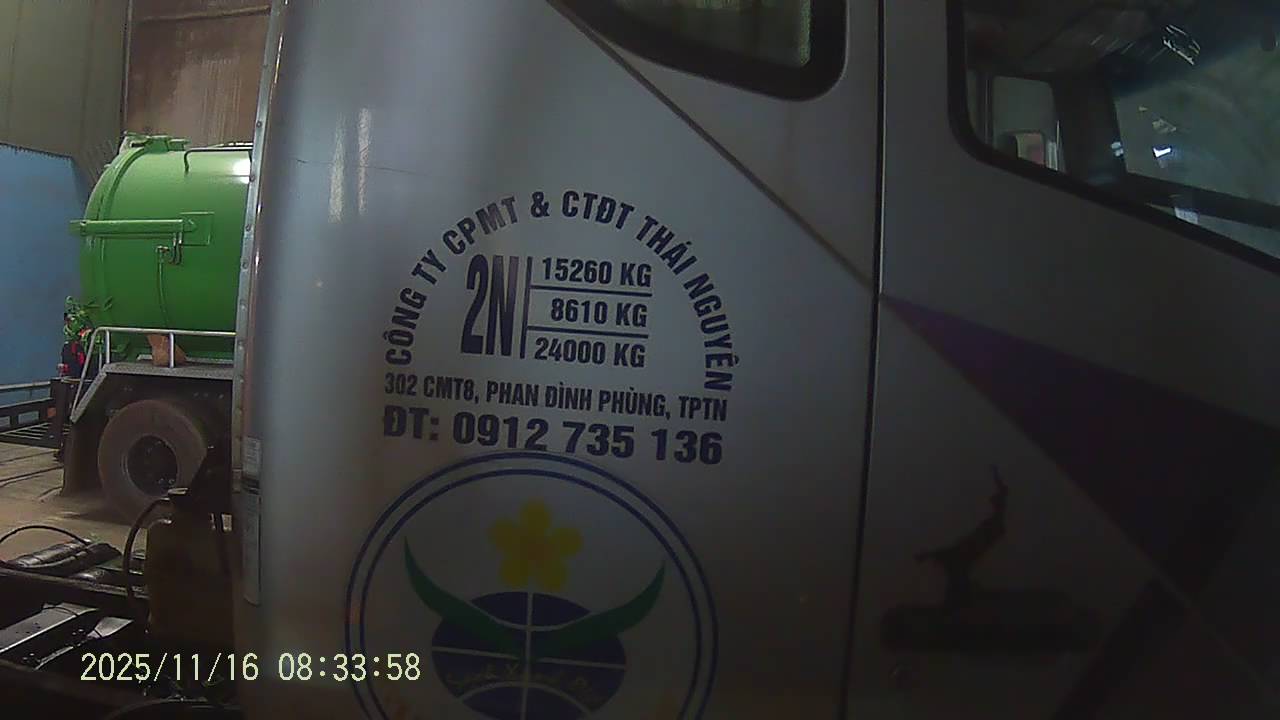 CÔNG TY CPMT & CTĐT THÁI NGUYÊN
2N
15260 KG
8610 KG
24000 KG
302 CMT8, PHAN ĐÌNH PHÙNG, TPTN
ĐT: 0912 735 136
2025/11/16 08:33:58